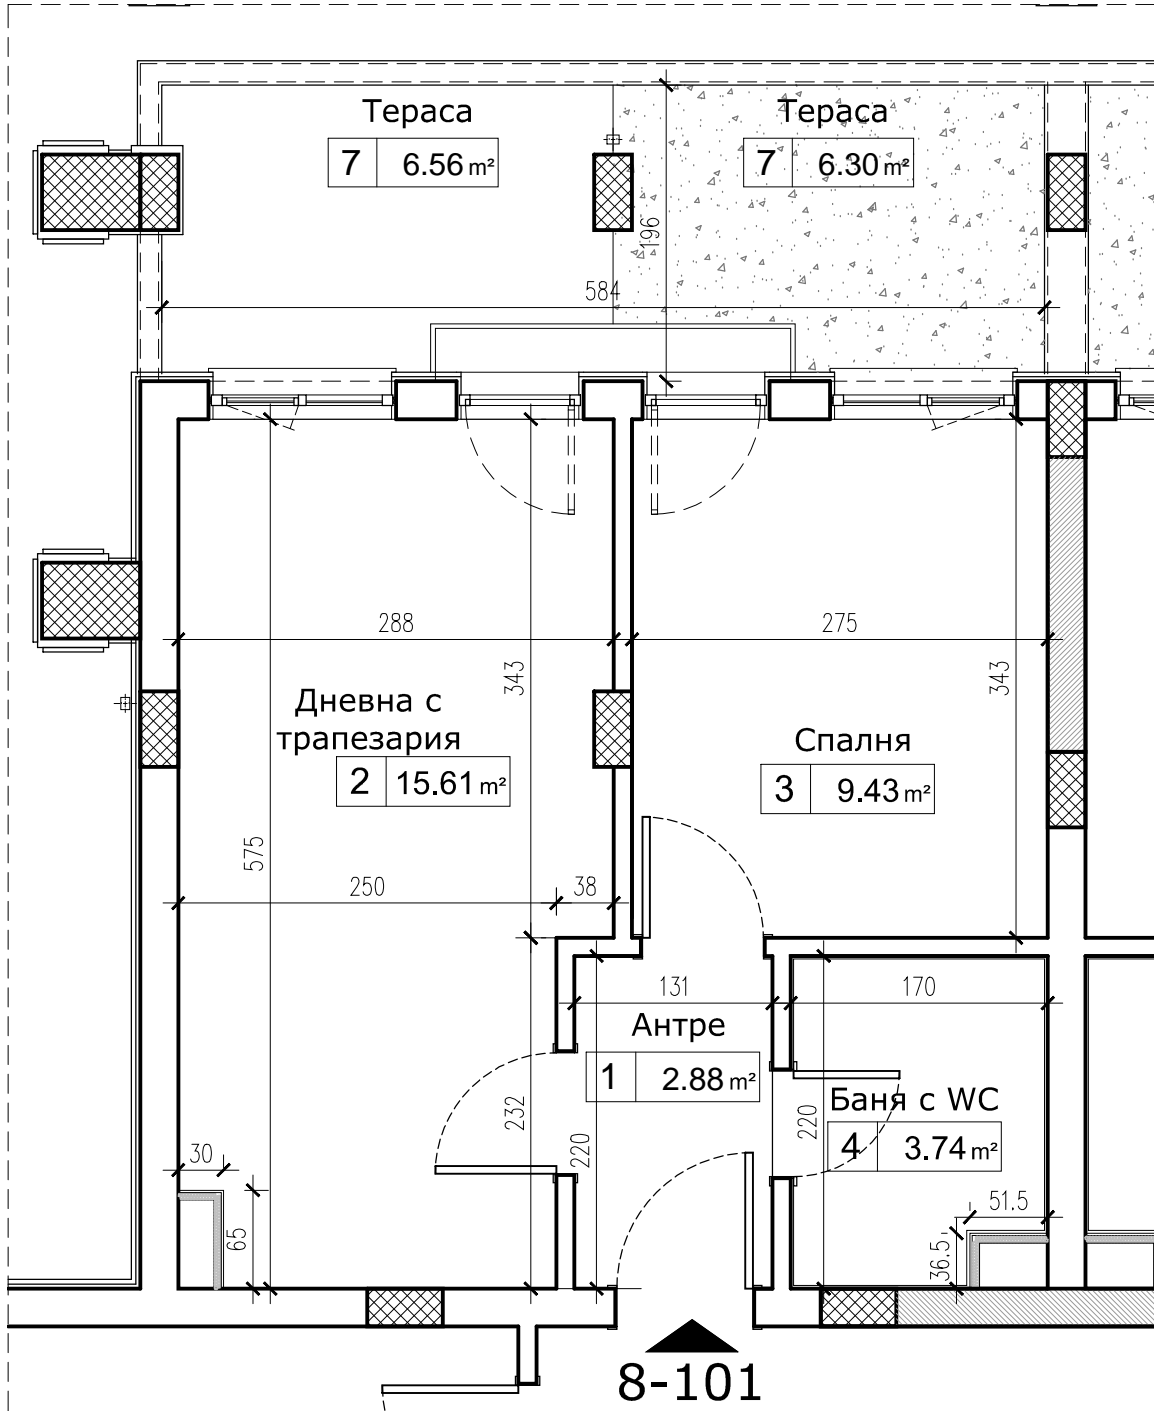 Тераса
7 6.56 m²
Тераса
7 6.30 m²
196
584
288
275
343
343
Дневна с
трапезария
2 15.61 m²
Спалня
3 9.43 m²
575
250
38
131
170
Антре
1 2.88 m²
Баня с WC
4 3.74 m²
232
220
220
30
65
51.5
36.5
8-101